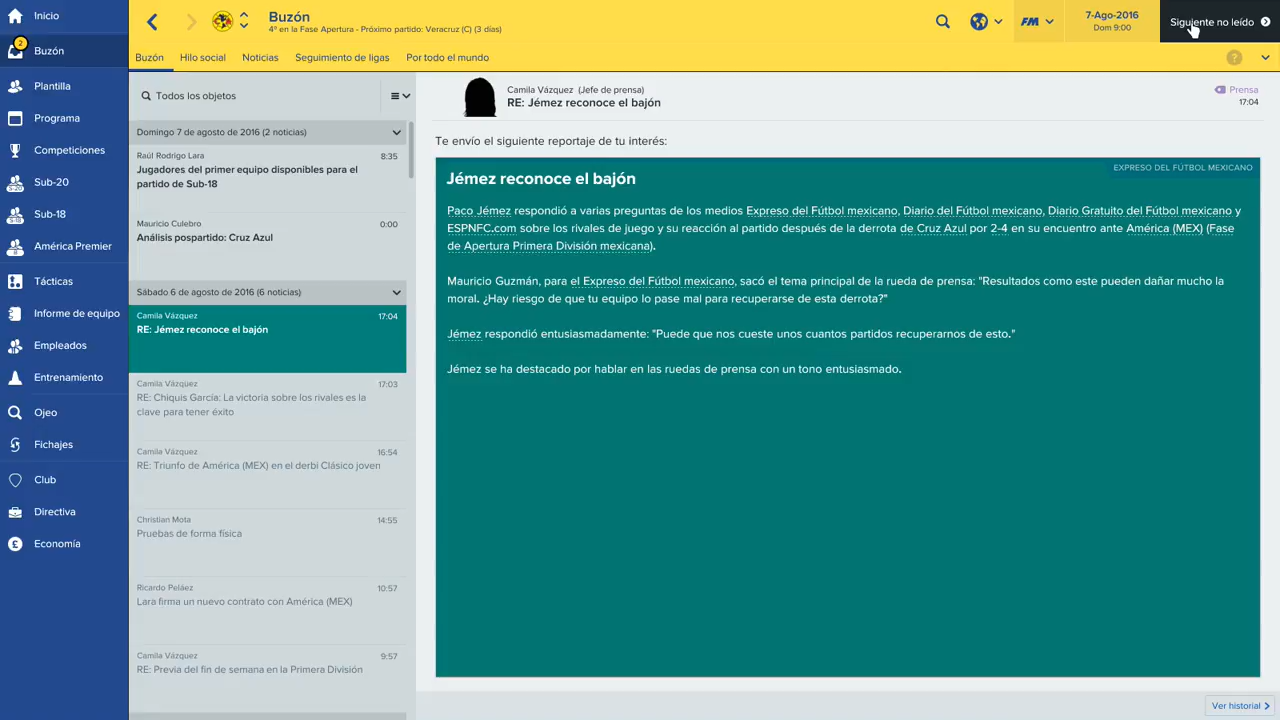 Buzón
4º en la Fase Apertura - Próximo partido: Veracruz (C) (3 días)
FM
7-Ago-2016
Dom 9:00
Siguiente no leído
Inicio
2
Buzón
Plantilla
Programa
Competiciones
Sub-20
Sub-18
América Premier
Tácticas
Informe de equipo
Empleados
Entrenamiento
Ojeo
Fichajes
Club
Directiva
Economía
Buzón
Hilo social
Noticias
Seguimiento de ligas
Por todo el mundo
?
Todos los objetos
Domingo 7 de agosto de 2016 (2 noticias)
Raúl Rodrigo Lara
8:35
Jugadores del primer equipo disponibles para el
partido de Sub-18
Mauricio Culebro
0:00
Análisis pospartido: Cruz Azul
Sábado 6 de agosto de 2016 (6 noticias)
Camila Vázquez
17:04
RE: Jémez reconoce el bajón
Camila Vázquez
17:03
RE: Chiquis García: La victoria sobre los rivales es la
clave para tener éxito
Camila Vázquez
16:54
RE: Triunfo de América (MEX) en el derbi Clásico joven
Christian Mota
14:55
Pruebas de forma física
Ricardo Peláez
10:57
Lara firma un nuevo contrato con América (MEX)
Camila Vázquez
9:57
RE: Previa del fin de semana en la Primera División
Camila Vázquez (Jefe de prensa)
RE: Jémez reconoce el bajón
Prensa
17:04
Te envío el siguiente reportaje de tu interés:
EXPRESO DEL FÚTBOL MEXICANO
Jémez reconoce el bajón
Paco Jémez respondió a varias preguntas de los medios Expreso del Fútbol mexicano, Diario del Fútbol mexicano, Diario Gratuito del Fútbol mexicano y
ESPNFC.com sobre los rivales de juego y su reacción al partido después de la derrota de Cruz Azul por 2-4 en su encuentro ante América (MEX) (Fase
de Apertura Primera División mexicana).
Mauricio Guzmán, para el Expreso del Fútbol mexicano, sacó el tema principal de la rueda de prensa: "Resultados como este pueden dañar mucho la
moral. ¿Hay riesgo de que tu equipo lo pase mal para recuperarse de esta derrota?"
Jémez respondió entusiasmadamente: "Puede que nos cueste unos cuantos partidos recuperarnos de esto."
Jémez se ha destacado por hablar en las ruedas de prensa con un tono entusiasmado.
Ver historial